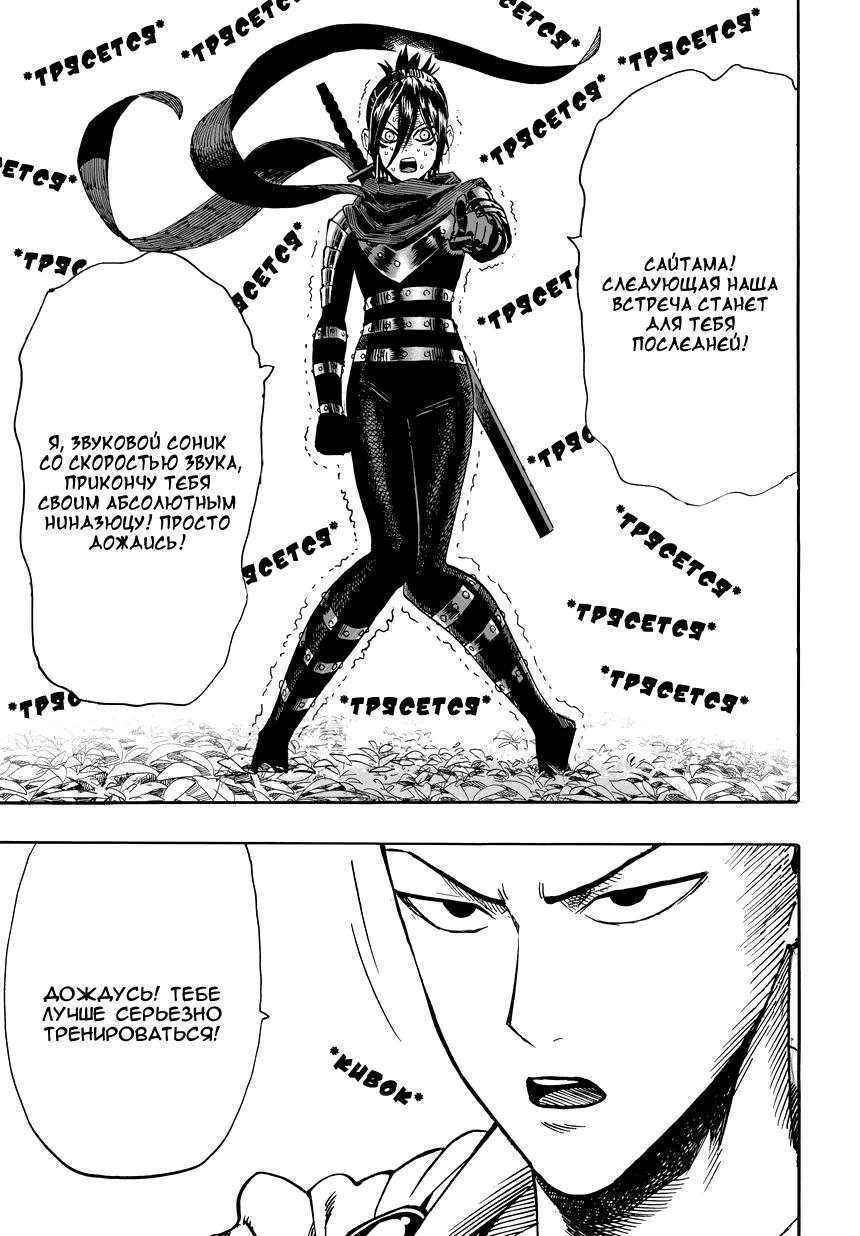 *ТРЯСЕТСЯ*
*ТРЯСЕТСЯ*
*ТРЯСЕТСЯ*
*ТРЯСЕТСЯ*
САЙТАМА!
СЛЕДУЮЩАЯ НАША
ВСТРЕЧА СТАНЕТ
ДЛЯ ТЕБЯ
ПОСЛЕДНЕЙ!
Я, ЗВУКОВОЙ СОНИК
СО СКОРОСТЬЮ ЗВУКА,
ПРИКОНЧУ ТЕБЯ
СВОИМ АБСОЛЮТНЫМ
НИНДЗЮЦУ! ПРОСТО
ДОЖДИСЬ!
*ТРЯСЕТСЯ*
*ТРЯСЕТСЯ*
*ТРЯСЕТСЯ*
*ТРЯСЕТСЯ*
ДОЖДУСЬ! ТЕБЕ
ЛУЧШЕ СЕРЬЕЗНО
ТРЕНИРОВАТЬСЯ!
*КИВОК*